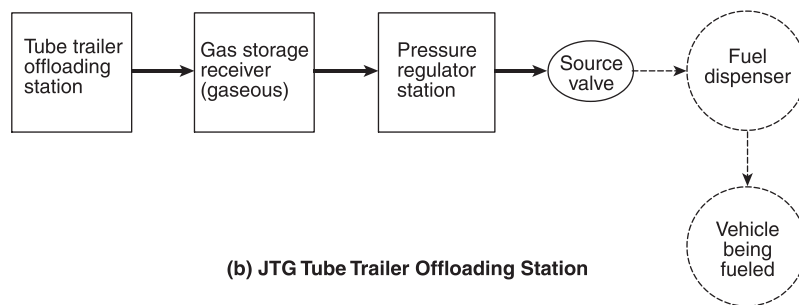 Tube trailer
offloading
station
Gas storage
receiver
(gaseous)
Pressure
regulator
station
Source
valve
Fuel
dispenser
Vehicle
being
fueled
(b) JTG Tube Trailer Offloading Station